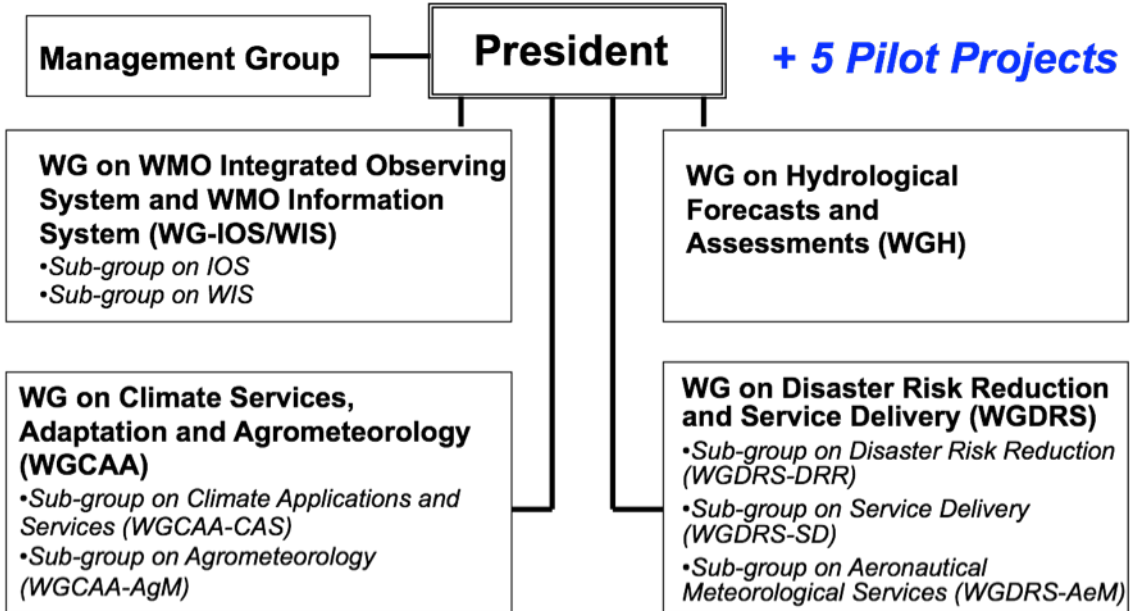 Management Group
President
+ 5 Pilot Projects
WG on WMO Integrated Observing
System and WMO Information
System (WG-IOS/WIS)
•Sub-group on IOS
•Sub-group on WIS
WG on Hydrological
Forecasts and
Assessments (WGH)
WG on Climate Services,
Adaptation and Agrometeorology
(WGCAA)
•Sub-group on Climate Applications and
Services (WGCAA-CAS)
•Sub-group on Agrometeorology
(WGCAA-AgM)
WG on Disaster Risk Reduction
and Service Delivery (WGDRS)
•Sub-group on Disaster Risk Reduction
(WGDRS-DRR)
•Sub-group on Service Delivery
(WGDRS-SD)
•Sub-group on Aeronautical
Meteorological Services (WGDRS-AeM)